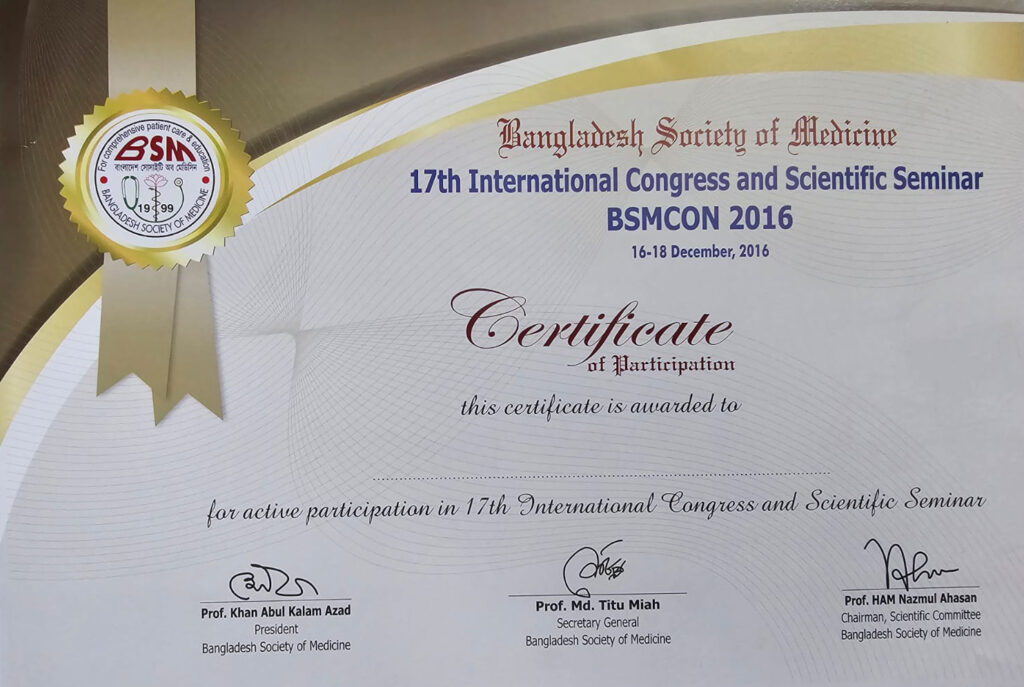 For comprehensive patient care & education
BSM
বাংলাদেশ সোসাইটি অব মেডিসিন
1999
BANGLADESH SOCIETY OF MEDICINE
Bangladesh Society of Medicine
17th International Congress and Scientific Seminar
BSMCON 2016
16-18 December, 2016
Certificate
of Participation
this certificate is awarded to
for active participation in 17th International Congress and Scientific Seminar
Prof. Khan Abul Kalam Azad
President
Bangladesh Society of Medicine
Prof. Md. Titu Miah
Secretary General
Bangladesh Society of Medicine
Prof. HAM Nazmul Ahasan
Chairman, Scientific Committee
Bangladesh Society of Medicine